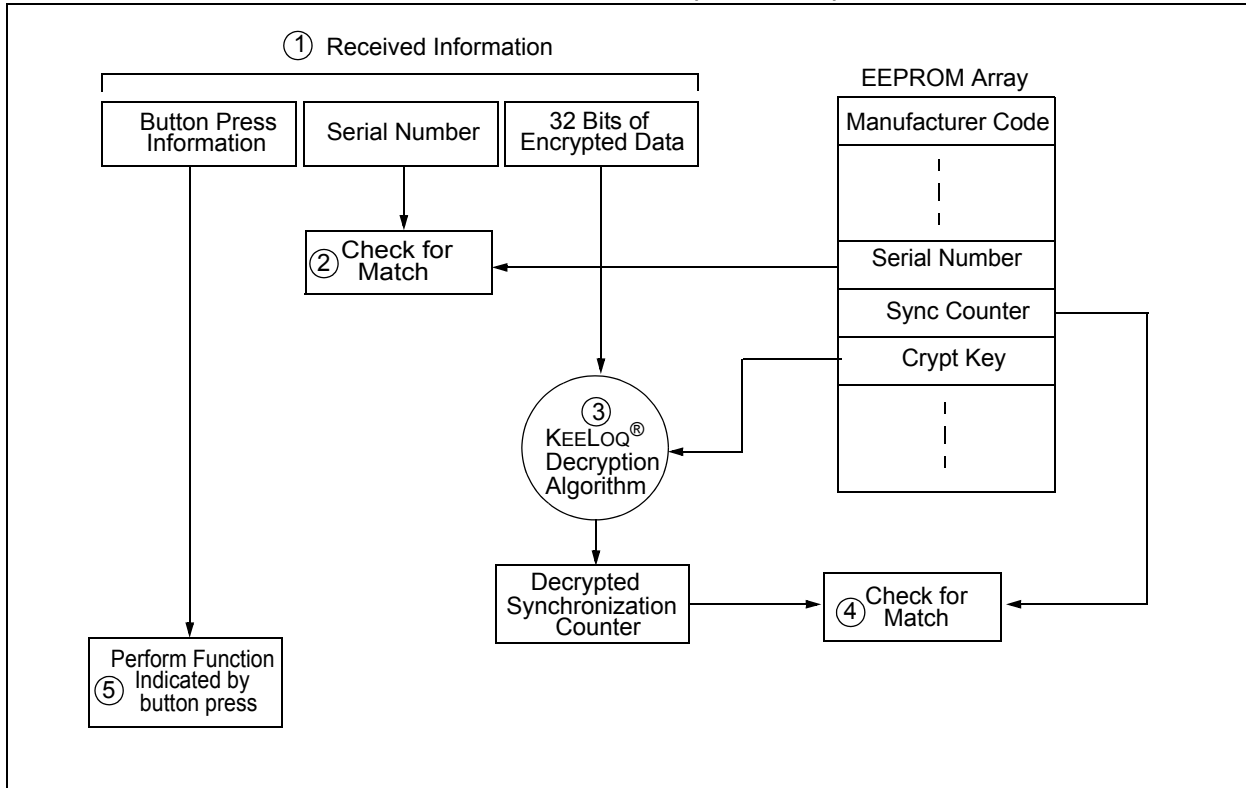 ① Received Information
EEPROM Array
Button Press
Information
Serial Number
32 Bits of
Encrypted Data
Manufacturer Code
② Check for
Match
Serial Number
Sync Counter
Crypt Key
③
KEELOQ®
Decryption
Algorithm
Decrypted
Synchronization
Counter
④ Check for
Match
Perform Function
⑤ Indicated by
button press